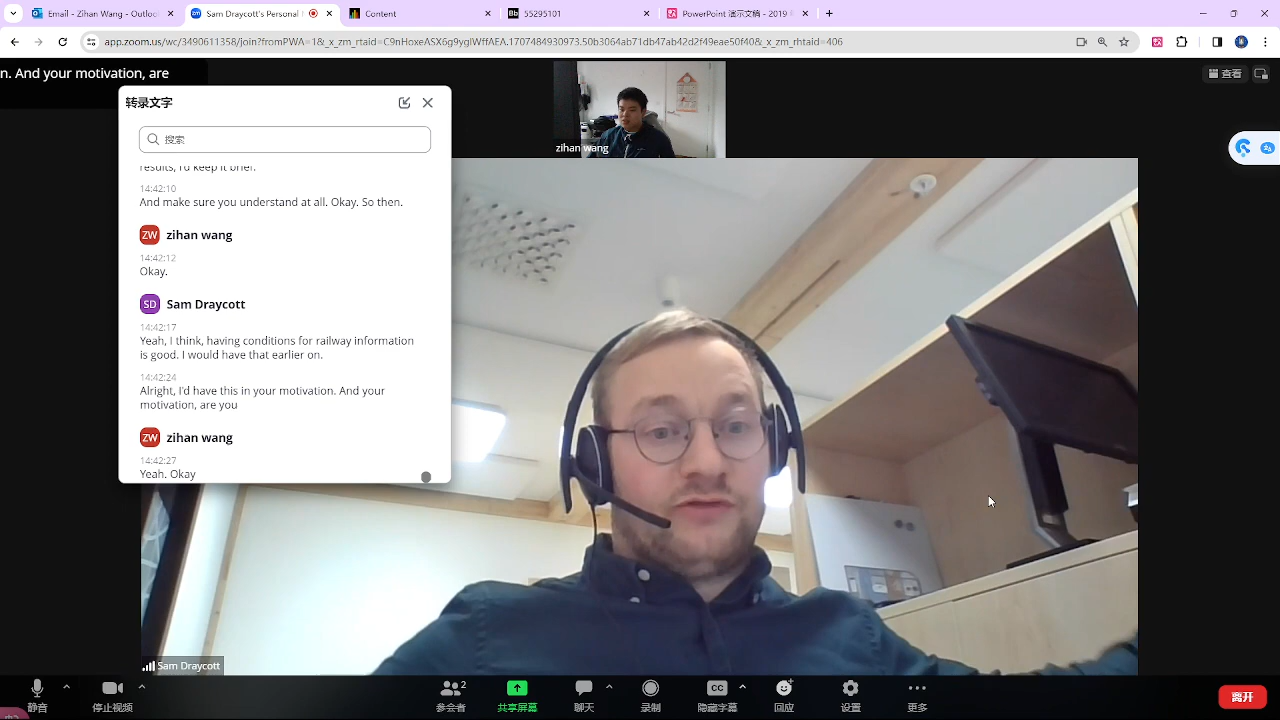 Email - Zihan Wang - Outloo
Sam Draycott's Personal
Content
Bb 55295101
PowerPoint 演示文稿 - 2019
app.zoom.us/wc/3490611358/join?fromPWA=1&_x_zm_rtaid=C9nHoxeASX6g9ygIWffAEA.1707484930973.50b3064ab71db47ab42d2f49eae50f40&_x_zm_rhtaid=406
n. And your motivation, are
查看
转录文字
搜索
zihan wang
results, I'd keep it brief.
14:42:10
And make sure you understand at all. Okay. So then.
ZW zihan wang
14:42:12
Okay.
SD Sam Draycott
14:42:17
Yeah, I think, having conditions for railway information
is good. I would have that earlier on.
14:42:24
Alright, I'd have this in your motivation. And your
motivation, are you
ZW zihan wang
14:42:27
Yeah. Okay
Sam Draycott
2
CC
静音
停止视频
参会者
共享屏幕
聊天
录制
隐藏字幕
回应
设置
更多
离开